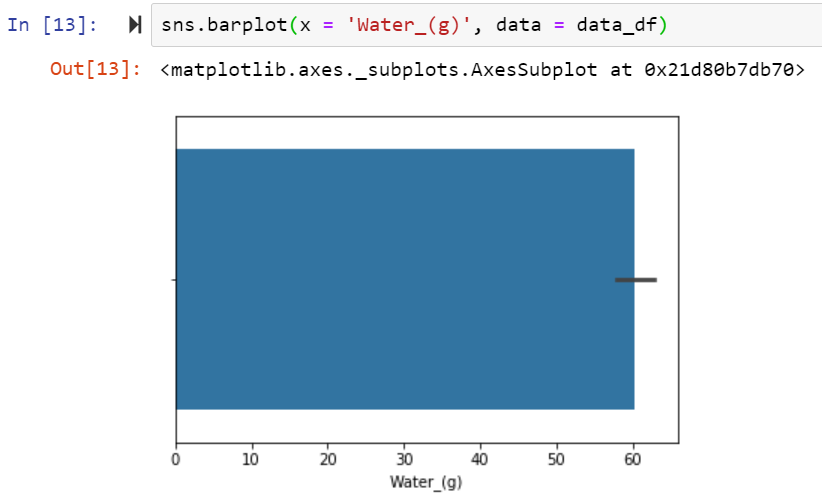 In [13]: sns.barplot(x = 'Water_(g)', data = data_df)
Out[13]: <matplotlib.axes._subplots.AxesSubplot at 0x21d80b7db70>
0 10 20 30 40 50 60
Water_(g)